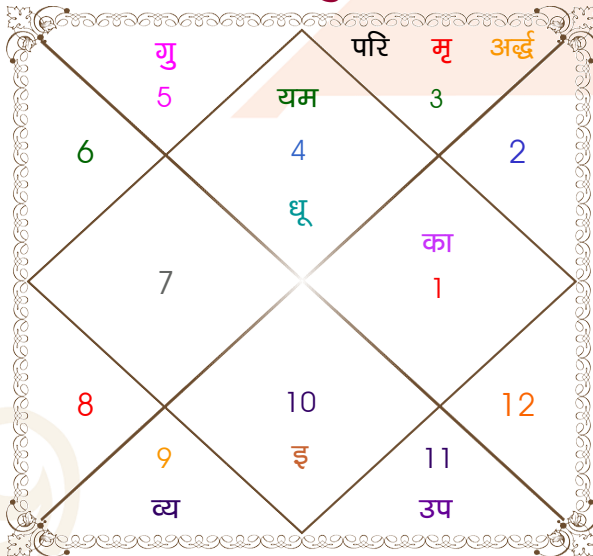 गु परि मृ अर्द्ध
5 यम 3
6 4 2
धू
का
7 1
8 10 12
9 इ 11
व्य उप